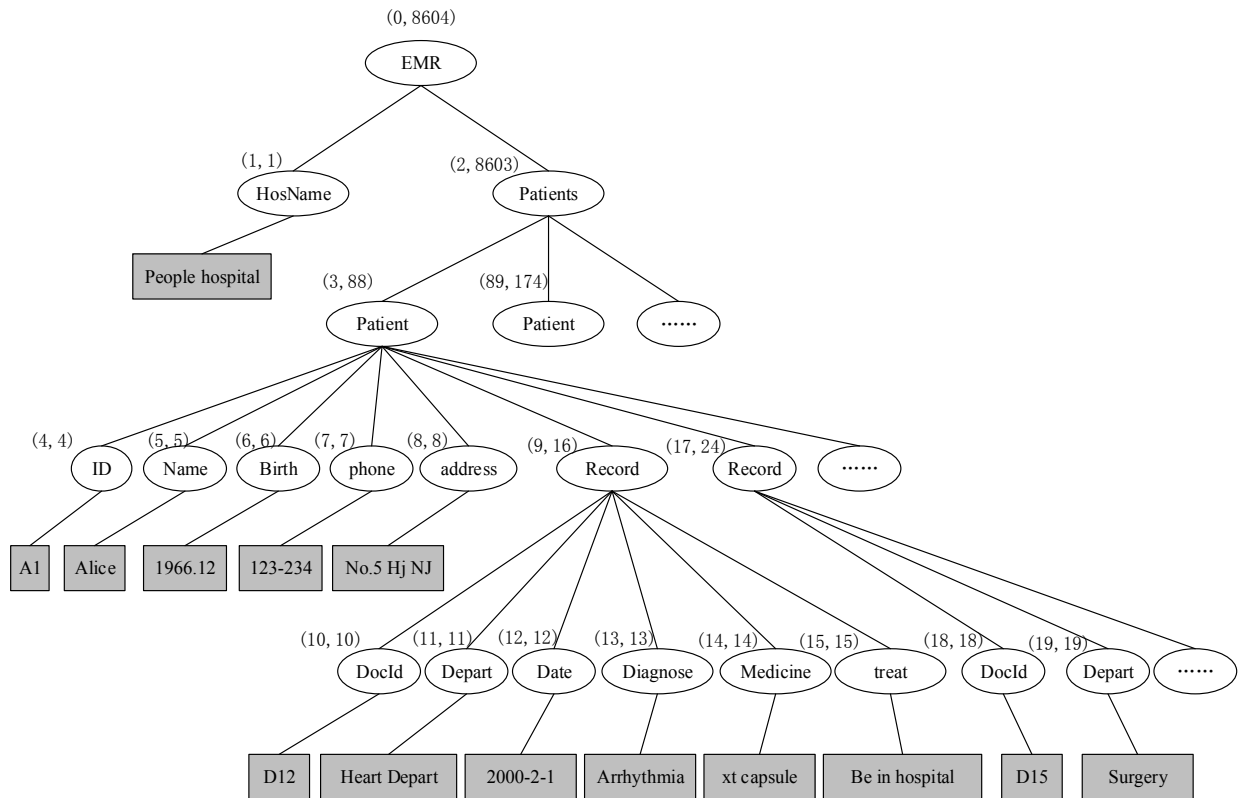 (0, 8604)
EMR
(1, 1)
(2, 8603)
HosName
Patients
People hospital
(3, 88)
(89, 174)
Patient
Patient
……
(4, 4)
(5, 5)
(6, 6)
(7, 7)
(8, 8)
(9, 16)
(17, 24)
ID
Name
Birth
phone
address
Record
Record
……
A1
Alice
1966.12
123-234
No.5 Hj NJ
(10, 10)
(11, 11)
(12, 12)
(13, 13)
(14, 14)
(15, 15)
(18, 18)
(19, 19)
DocId
Depart
Date
Diagnose
Medicine
treat
DocId
Depart
……
D12
Heart Depart
2000-2-1
Arrhythmia
xt capsule
Be in hospital
D15
Surgery